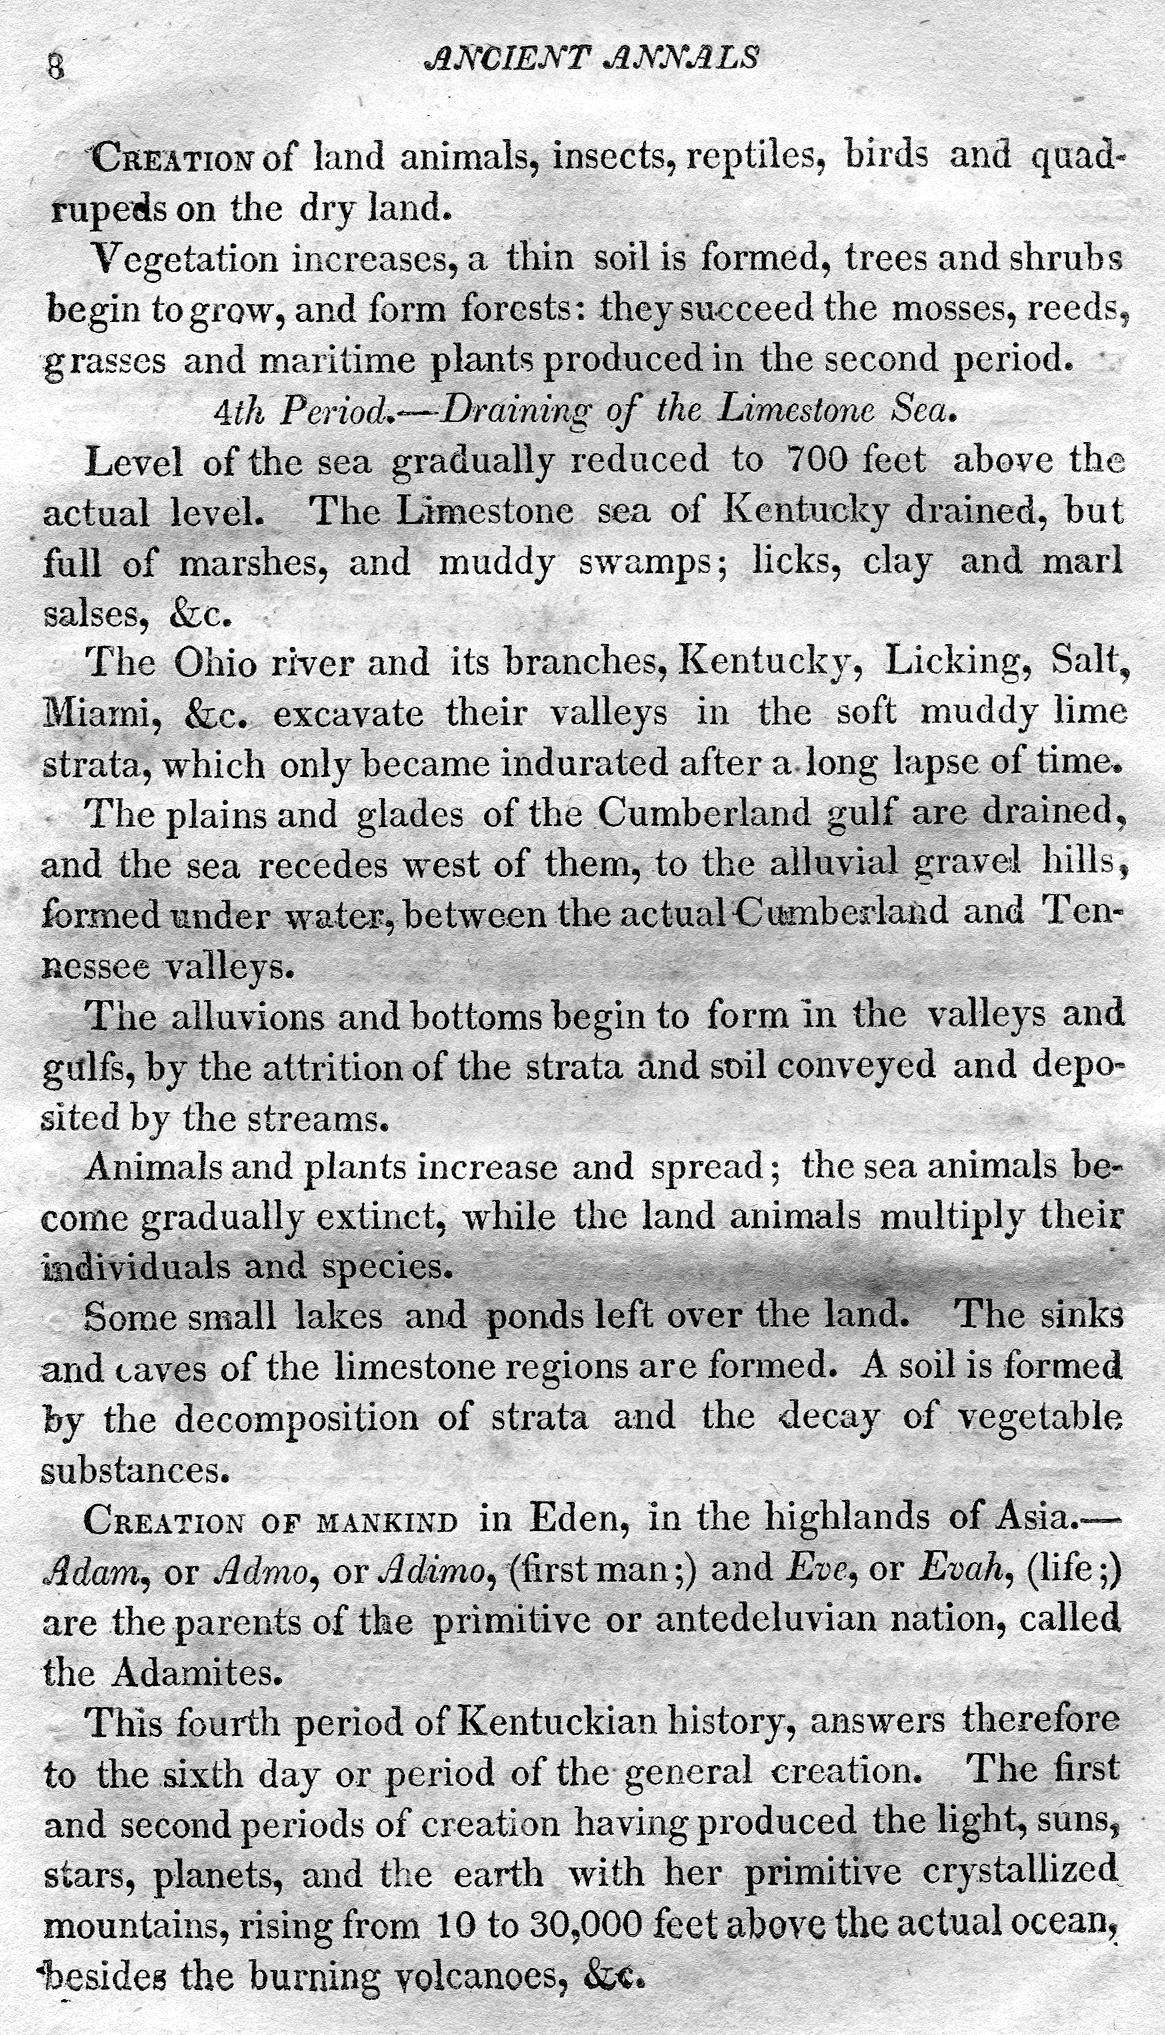 8 ANCIENT ANNALS
CREATION of land animals, insects, reptiles, birds and quad-
rupeds on the dry land.
Vegetation increases, a thin soil is formed, trees and shrubs
begin to grow, and form forests: they succeed the mosses, reeds,
grasses and maritime plants produced in the second period.
4th Period.—Draining of the Limestone Sea.
Level of the sea gradually reduced to 700 feet above the
actual level. The Limestone sea of Kentucky drained, but
full of marshes, and muddy swamps; licks, clay and marl
salses, &c.
The Ohio river and its branches, Kentucky, Licking, Salt,
Miami, &c. excavate their valleys in the soft muddy lime
strata, which only became indurated after a long lapse of time.
The plains and glades of the Cumberland gulf are drained,
and the sea recedes west of them, to the alluvial gravel hills,
formed under water, between the actual Cumberland and Ten-
nessee valleys.
The alluvions and bottoms begin to form in the valleys and
gulfs, by the attrition of the strata and soil conveyed and depo-
sited by the streams.
Animals and plants increase and spread; the sea animals be-
come gradually extinct, while the land animals multiply their
individuals and species.
Some small lakes and ponds left over the land. The sinks
and caves of the limestone regions are formed. A soil is formed
by the decomposition of strata and the decay of vegetable
substances.
CREATION OF MANKIND in Eden, in the highlands of Asia.—
Adam, or Admo, or Adimo, (first man;) and Eve, or Evah, (life;)
are the parents of the primitive or antedeluvian nation, called
the Adamites.
This fourth period of Kentuckian history, answers therefore
to the sixth day or period of the general creation. The first
and second periods of creation having produced the light, suns,
stars, planets, and the earth with her primitive crystallized
mountains, rising from 10 to 30,000 feet above the actual ocean,
besides the burning volcanoes, &c.